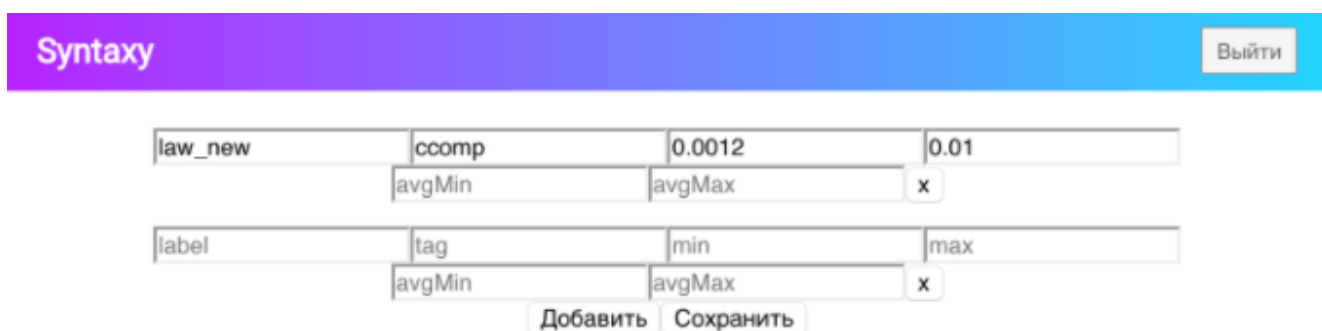 Syntaxy Выйти
law_new ccomp 0.0012 0.01
avgMin avgMax x
label tag min max
avgMin avgMax x
Добавить Сохранить